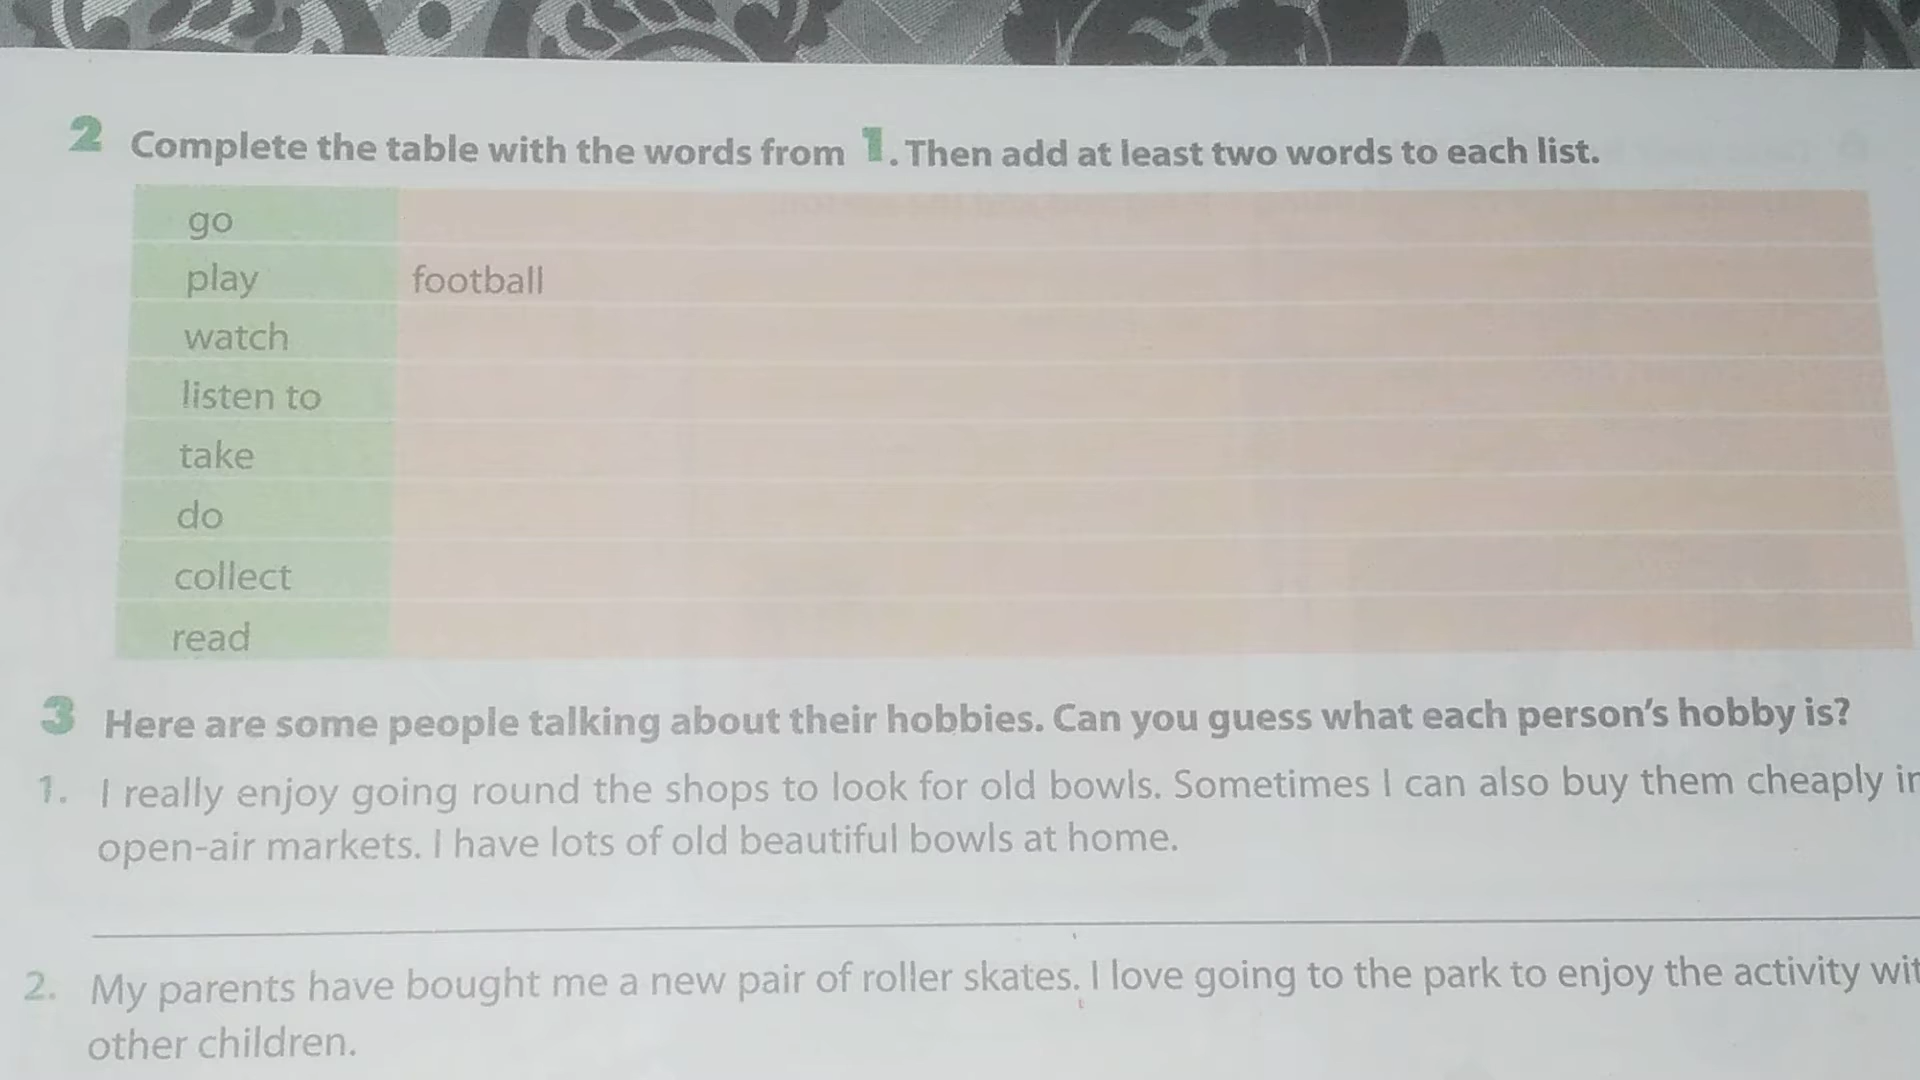 2 Complete the table with the words from 1. Then add at least two words to each list.
go
play football
watch
listen to
take
do
collect
read
3 Here are some people talking about their hobbies. Can you guess what each person's hobby is?
1. I really enjoy going round the shops to look for old bowls. Sometimes I can also buy them cheaply
open-air markets. I have lots of old beautiful bowls at home.
2. My parents have bought me a new pair of roller skates. I love going to the park to enjoy the activity
other children.